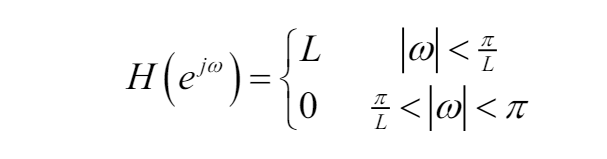 H(e^{jω}) = { L   |ω| < π/L
0   π/L < |ω| < π